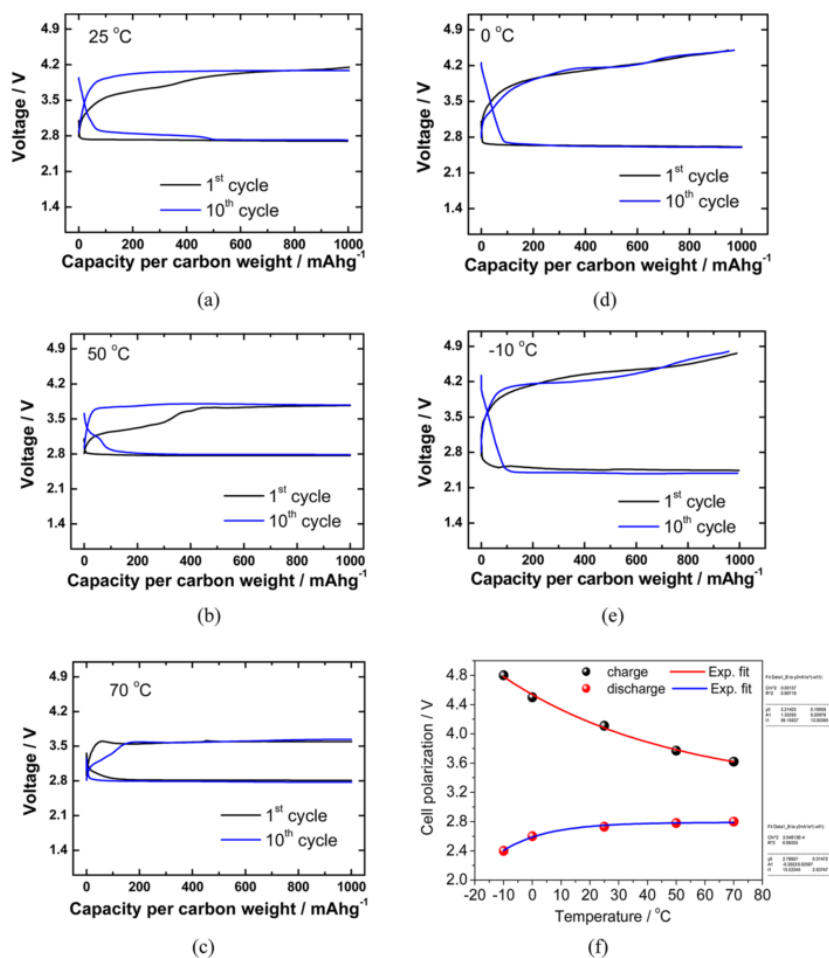 25 °C
Voltage / V
4.9
4.2
3.5
2.8
2.1
1.4
1st cycle
10th cycle
0 200 400 600 800 1000
Capacity per carbon weight / mAhg-1
(a)
0 °C
Voltage / V
4.9
4.2
3.5
2.8
2.1
1.4
1st cycle
10th cycle
0 200 400 600 800 1000
Capacity per carbon weight / mAhg-1
(d)
50 °C
Voltage / V
4.9
4.2
3.5
2.8
2.1
1.4
1st cycle
10th cycle
0 200 400 600 800 1000
Capacity per carbon weight / mAhg-1
(b)
-10 °C
Voltage / V
4.9
4.2
3.5
2.8
2.1
1.4
1st cycle
10th cycle
0 200 400 600 800 1000
Capacity per carbon weight / mAhg-1
(e)
70 °C
Voltage / V
4.9
4.2
3.5
2.8
2.1
1.4
1st cycle
10th cycle
0 200 400 600 800 1000
Capacity per carbon weight / mAhg-1
(c)
Cell polarization / V
4.8
4.4
4.0
3.6
3.2
2.8
2.4
2.0
charge Exp. fit
discharge Exp. fit
-20 -10 0 10 20 30 40 50 60 70 80
Temperature / °C
(f)